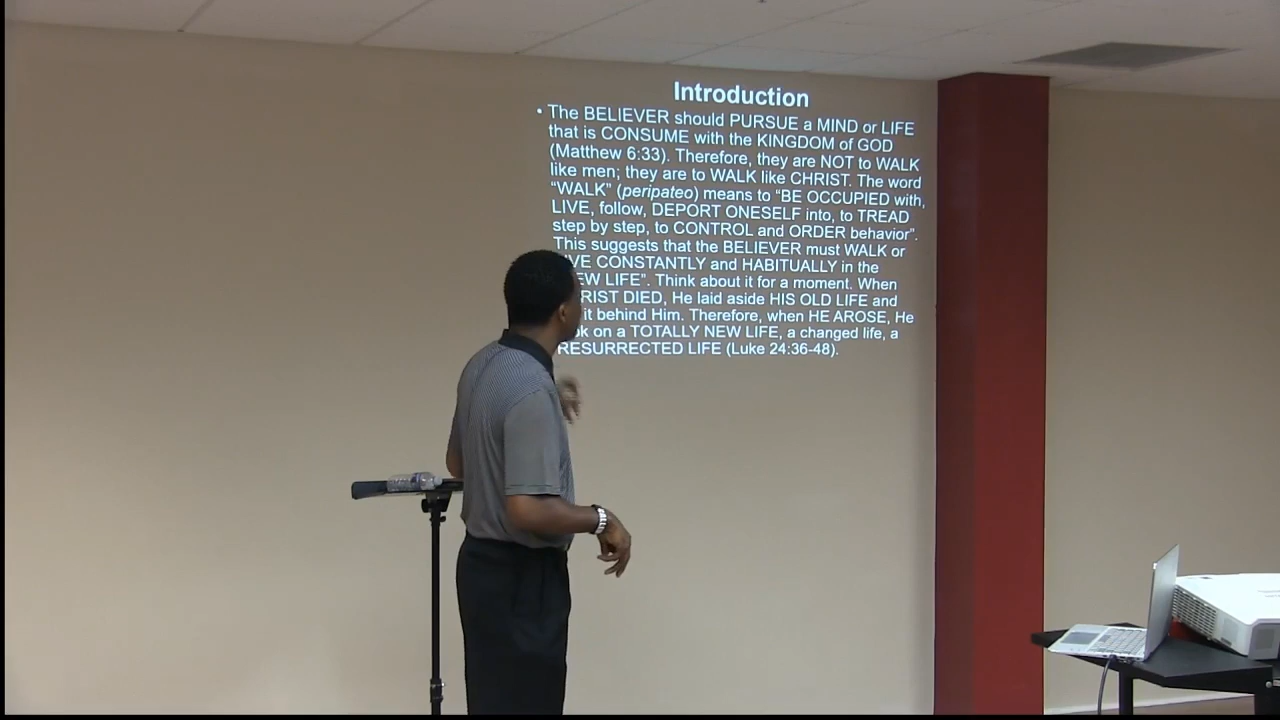 Introduction
• The BELIEVER should PURSUE a MIND or LIFE
that is CONSUME with the KINGDOM of GOD
(Matthew 6:33). Therefore, they are NOT to WALK
like men; they are to WALK like CHRIST. The word
“WALK” (peripateo) means to “BE OCCUPIED with,
LIVE, follow, DEPORT ONESELF into, to TREAD
step by step, to CONTROL and ORDER behavior”.
This suggests that the BELIEVER must WALK or
VE CONSTANTLY and HABITUALLY in the
EW LIFE”. Think about it for a moment. When
RIST DIED, He laid aside HIS OLD LIFE and
it behind Him. Therefore, when HE AROSE, He
ok on a TOTALLY NEW LIFE, a changed life, a
RESURRECTED LIFE (Luke 24:36-48).